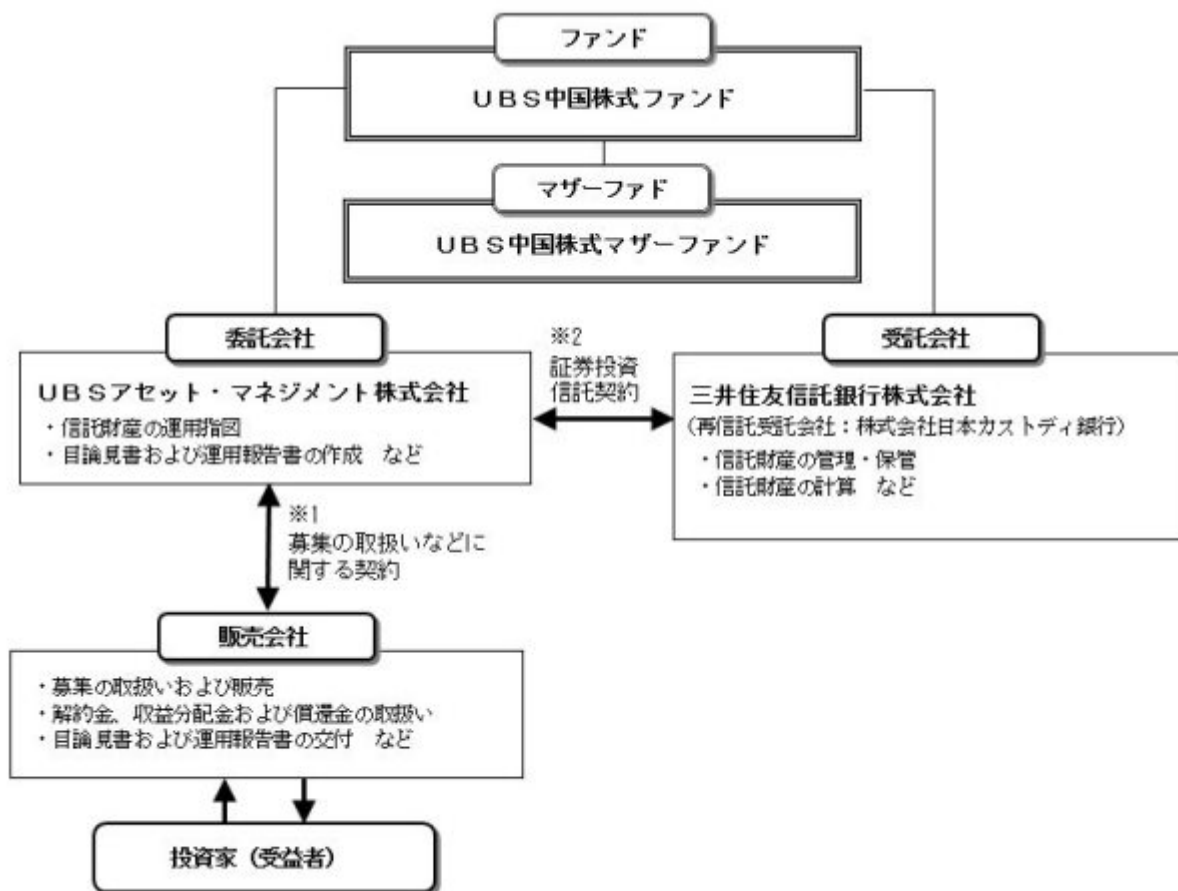 ファンド
UBS中国株式ファンド
マザーファド
UBS中国株式マザーファンド
委託会社
UBSアセット・マネジメント株式会社
・信託財産の運用指図
・目論見書および運用報告書の作成 など
※2
証券投資
信託契約
受託会社
三井住友信託銀行株式会社
(再信託受託会社:株式会社日本カストディ銀行)
・信託財産の管理・保管
・信託財産の計算 など
※1
募集の取扱いなどに
関する契約
販売会社
・募集の取扱いおよび販売
・解約金、収益分配金および償還金の取扱い
・目論見書および運用報告書の交付 など
投資家(受益者)